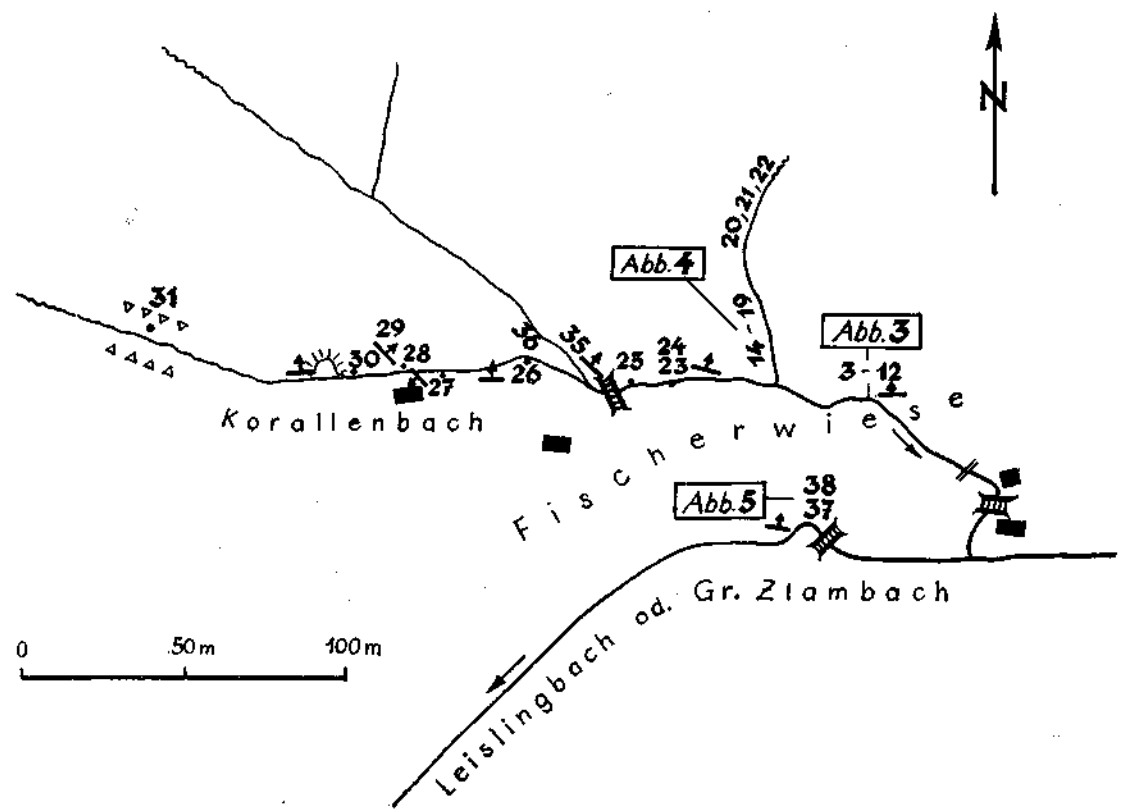 N
20, 21, 22
Abb. 4
31
14 - 19
29
36
35
24
Abb. 3
30
28
25
23
3 - 12
27
26
Korallenbach
Fischerwiese
Abb. 5
38
37
Leislingbach od. Gr. Zlambach
0 50 m 100 m